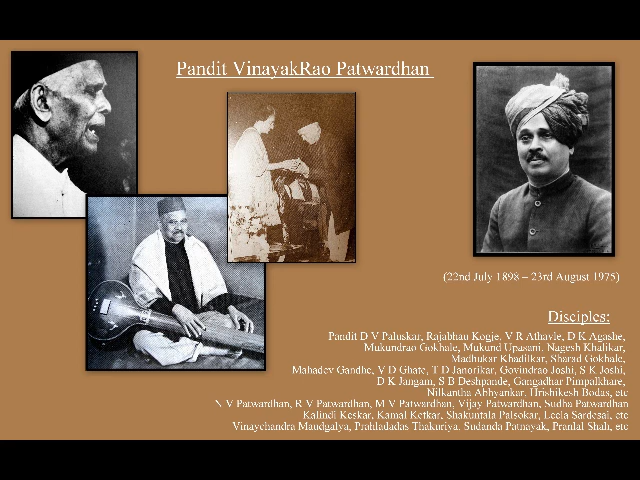 Pandit VinayakRao Patwardhan
(22nd July 1898 – 23rd August 1975)
Disciples:
Pandit D V Paluskar, Rajabhau Kogje, V R Athavle, D K Agashe,
Mukundrao Gokhale, Mukund Upasani, Nagesh Khalikar,
Madhukar Khadilkar, Sharad Gokhale,
Mahadev Gandhe, V D Ghate, T D Janorikar, Govindrao Joshi, S K Joshi,
D K Jangam, S B Deshpande, Gangadhar Pimpalkhare,
Nilkantha Abhyankar, Hrishikesh Bodas, etc
N V Patwardhan, R V Patwardhan, M V Patwardhan, Vijay Patwardhan, Sudha Patwardhan
Kalindi Keskar, Kamal Ketkar, Shakuntala Palsokar, Leela Sardesai, etc
Vinaychandra Maudgalya, Prahladadas Thakuriya, Sudanda Patnayak, Pranlal Shah, etc